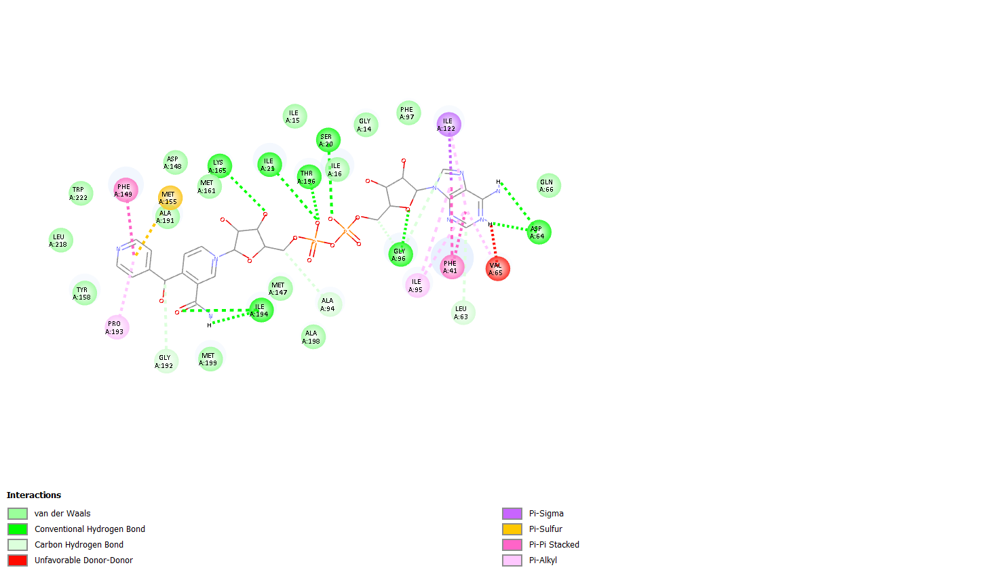 PHE
A:97
ILE
A:15
GLY
A:14
ILE
A:122
SER
A:20
ASP
A:148
LYS
A:165
ILE
A:21
THR
A:196
ILE
A:16
MET
A:161
PHE
A:149
TRP
A:222
MET
A:155
ALA
A:191
GLN
A:66
H
N
N
N
N
N
H
O
O
O
O
O
O
O
O
P
P
O
O
O
O
O
ASP
A:64
LEU
A:218
N
N
GLY
A:96
PHE
A:41
VAL
A:65
ILE
A:95
TYR
A:158
MET
A:147
ALA
A:94
O
O
N
H
ILE
A:194
LEU
A:63
PRO
A:193
ALA
A:198
GLY
A:192
MET
A:199
Interactions
van der Waals
Conventional Hydrogen Bond
Carbon Hydrogen Bond
Unfavorable Donor-Donor
Pi-Sigma
Pi-Sulfur
Pi-Pi Stacked
Pi-Alkyl